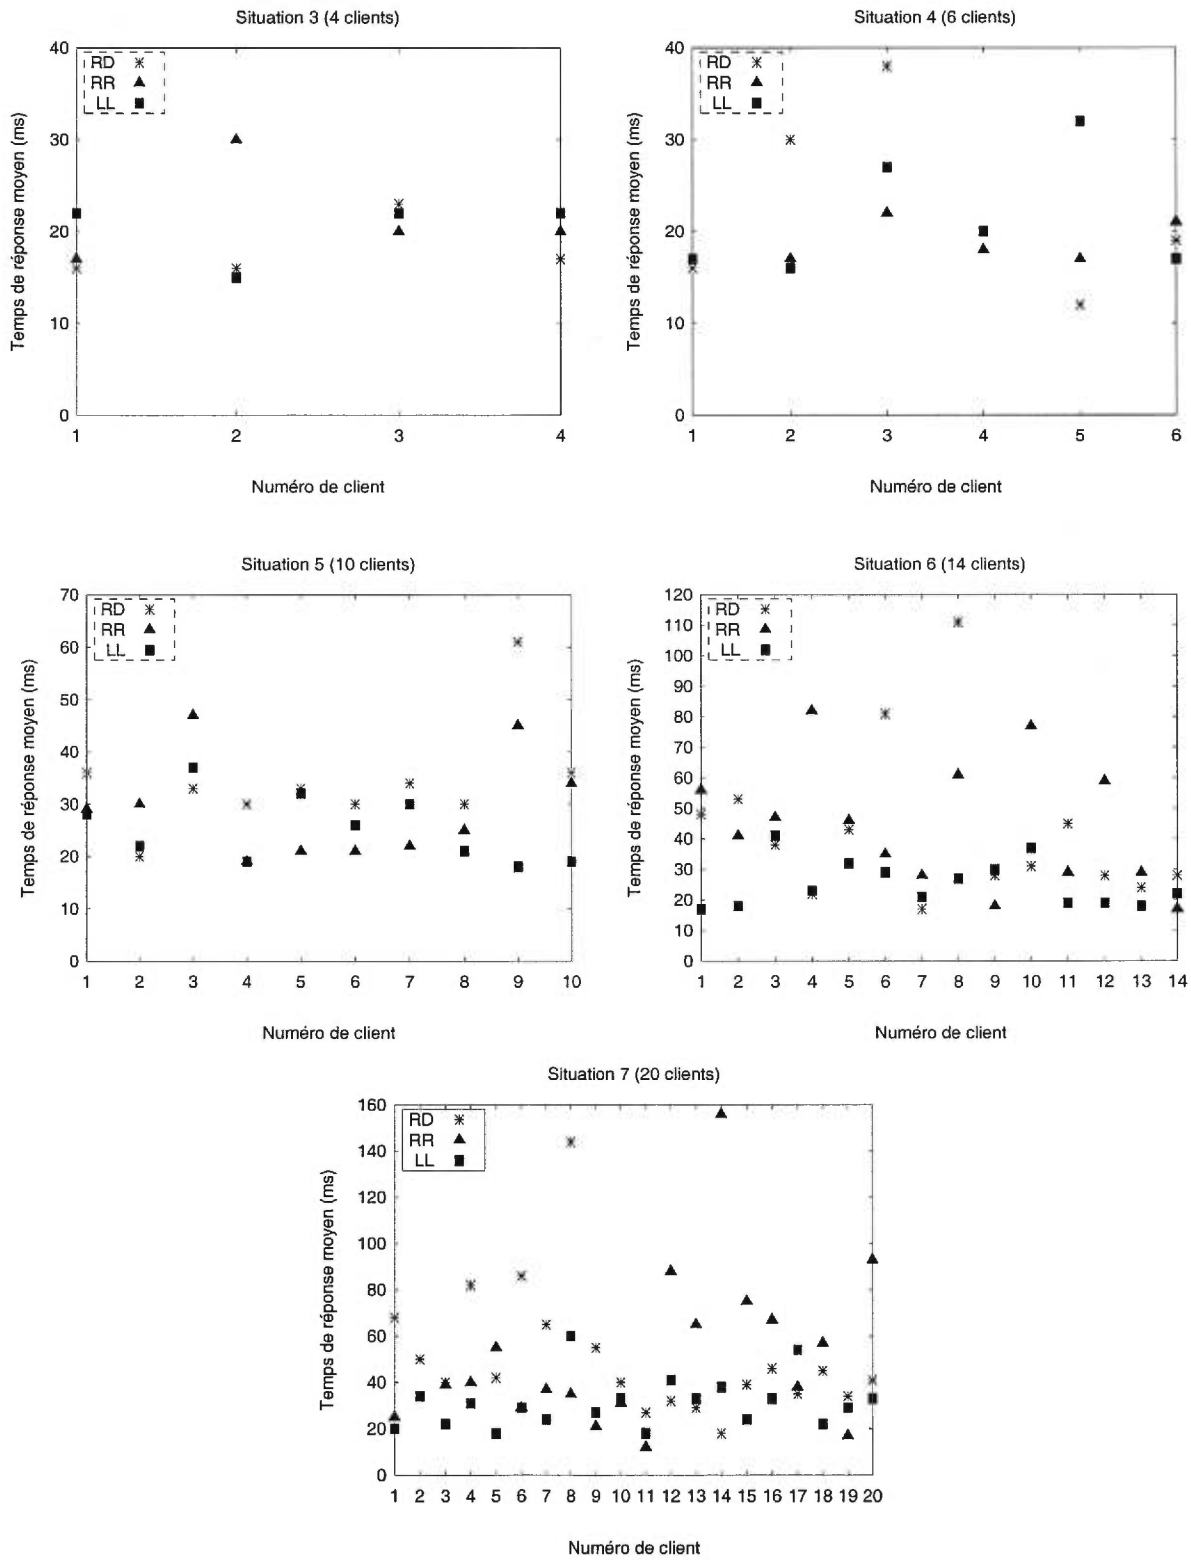 Situation 3 (4 clients)
40
30
20
10
0
RD
RR
LL
Temps de réponse moyen (ms)
1 2 3 4
Numéro de client
Situation 4 (6 clients)
40
30
20
10
0
RD
RR
LL
Temps de réponse moyen (ms)
1 2 3 4 5 6
Numéro de client
Situation 5 (10 clients)
70
60
50
40
30
20
10
0
RD
RR
LL
Temps de réponse moyen (ms)
1 2 3 4 5 6 7 8 9 10
Numéro de client
Situation 6 (14 clients)
120
110
100
90
80
70
60
50
40
30
20
10
0
RD
RR
LL
Temps de réponse moyen (ms)
1 2 3 4 5 6 7 8 9 10 11 12 13 14
Numéro de client
Situation 7 (20 clients)
160
140
120
100
80
60
40
20
0
RD
RR
LL
Temps de réponse moyen (ms)
1 2 3 4 5 6 7 8 9 10 11 12 13 14 15 16 17 18 19 20
Numéro de client